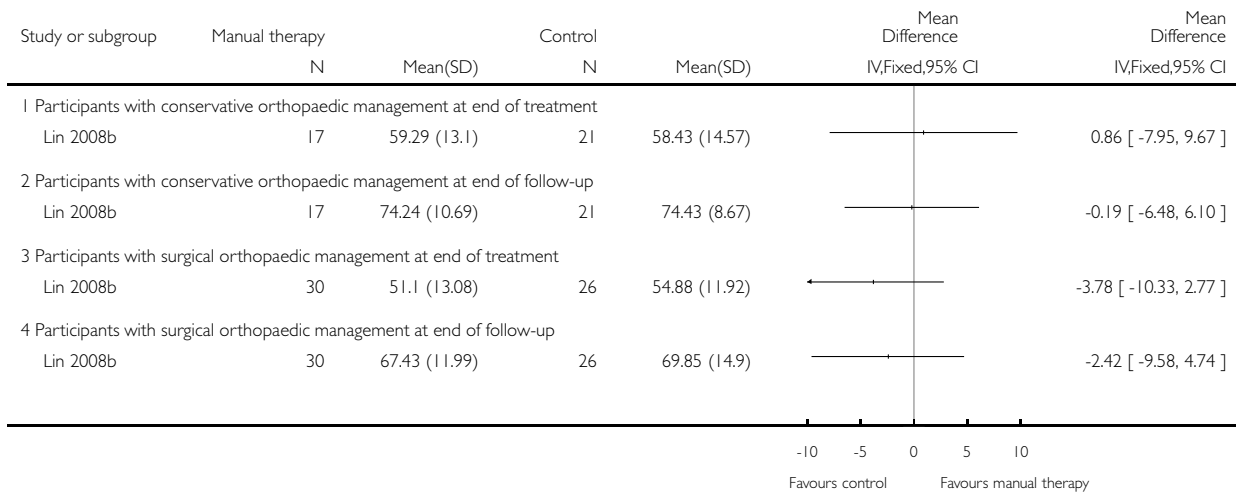 Mean Mean
Study or subgroup Manual therapy Control Difference Difference
N Mean(SD) N Mean(SD) IV,Fixed,95% CI IV,Fixed,95% CI
1 Participants with conservative orthopaedic management at end of treatment
Lin 2008b 17 59.29 (13.1) 21 58.43 (14.57) 0.86 [ -7.95, 9.67 ]
2 Participants with conservative orthopaedic management at end of follow-up
Lin 2008b 17 74.24 (10.69) 21 74.43 (8.67) -0.19 [ -6.48, 6.10 ]
3 Participants with surgical orthopaedic management at end of treatment
Lin 2008b 30 51.1 (13.08) 26 54.88 (11.92) -3.78 [ -10.33, 2.77 ]
4 Participants with surgical orthopaedic management at end of follow-up
Lin 2008b 30 67.43 (11.99) 26 69.85 (14.9) -2.42 [ -9.58, 4.74 ]
-10 -5 0 5 10
Favours control Favours manual therapy